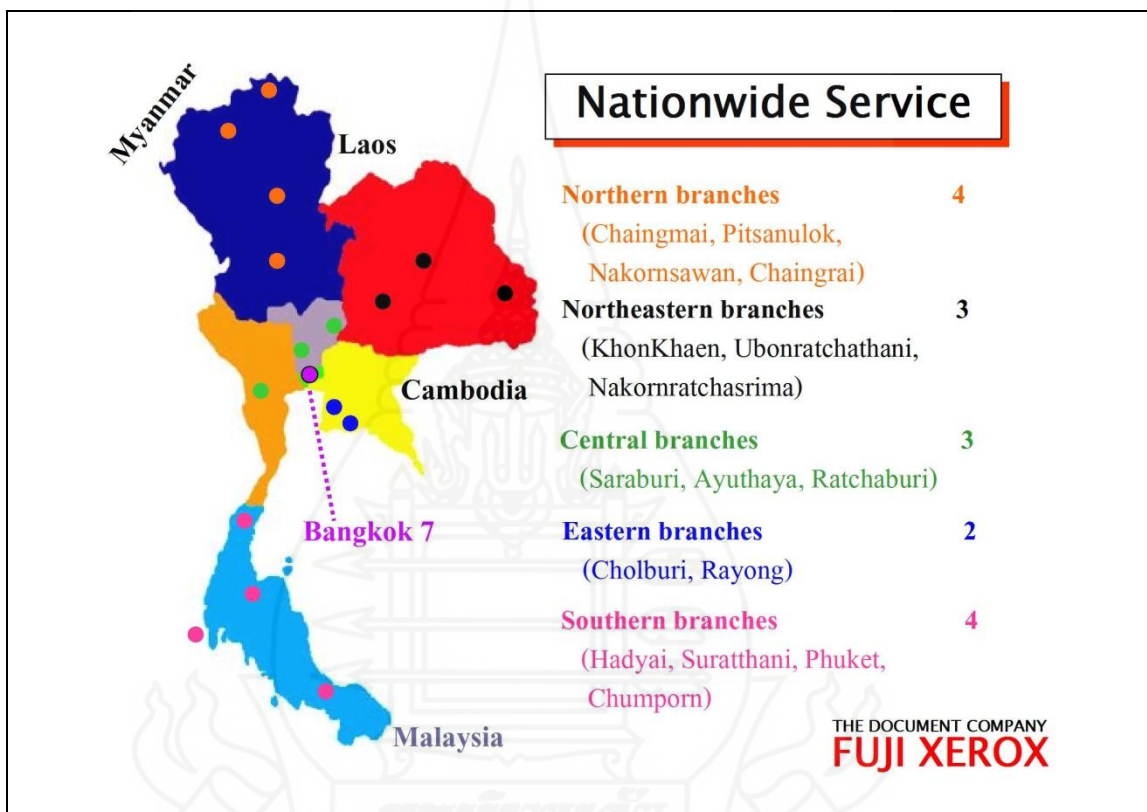 Nationwide Service
Myanmar
Laos
Cambodia
Bangkok 7
Malaysia
Northern branches 4
(Chaingmai, Pitsanulok,
Nakornsawan, Chaingrai)
Northeastern branches 3
(KhonKhaen, Ubonratchathani,
Nakornratchasrima)
Central branches 3
(Saraburi, Ayuthaya, Ratchaburi)
Eastern branches 2
(Cholburi, Rayong)
Southern branches 4
(Hadyai, Suratthani, Phuket,
Chumporn)
THE DOCUMENT COMPANY
FUJI XEROX